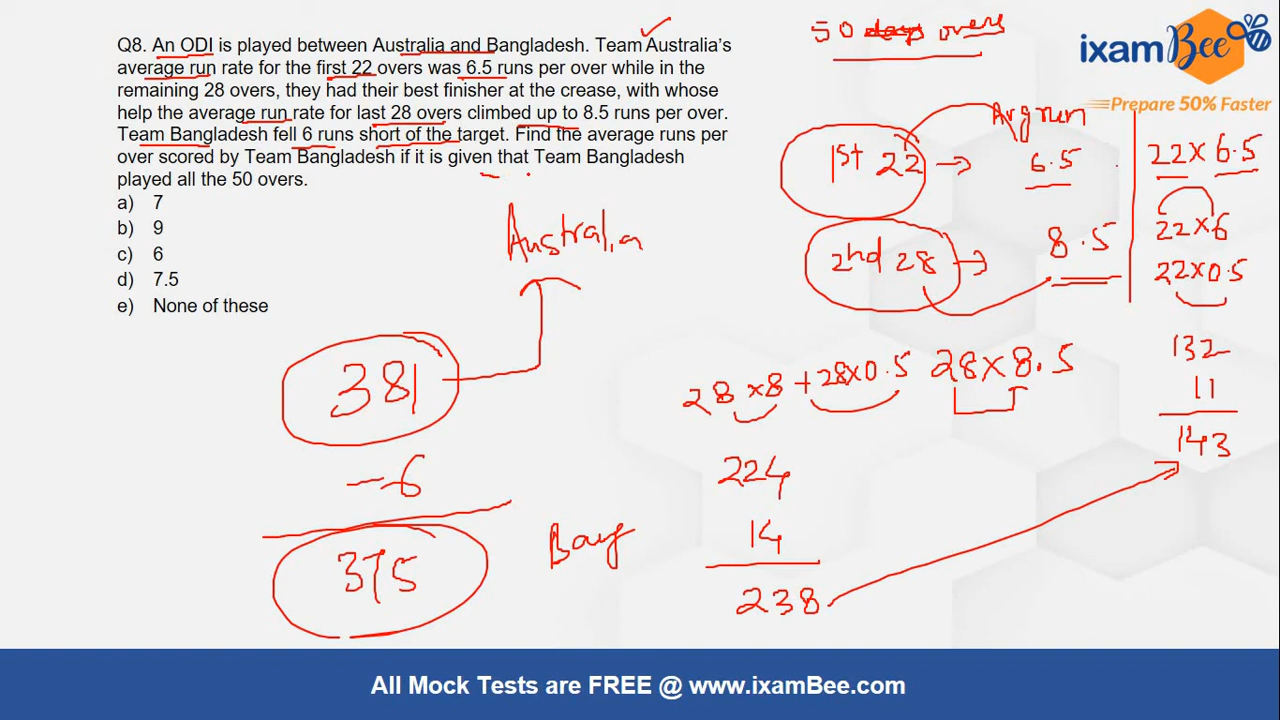 Q8. An ODI is played between Australia and Bangladesh. Team Australia's
average run rate for the first 22 overs was 6.5 runs per over while in the
remaining 28 overs, they had their best finisher at the crease, with whose
help the average run rate for last 28 overs climbed up to 8.5 runs per over.
Team Bangladesh fell 6 runs short of the target. Find the average runs per
over scored by Team Bangladesh if it is given that Team Bangladesh
played all the 50 overs.
a) 7
b) 9
c) 6
d) 7.5
e) None of these
50 days overs
ixamBee
Prepare 50% Faster
Avg run
1st 22 → 6.5
2nd 28 → 8.5
22×6.5
22×6
22×0.5
132
11
143
Australia
381
-6
375
Bang
28×8+28×0.5 28×8.5
224
14
238
All Mock Tests are FREE @ www.ixamBee.com